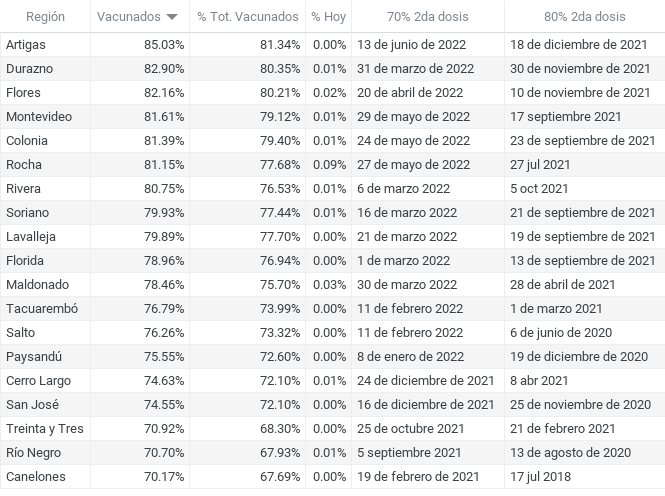 Región Vacunados % Tot. Vacunados % Hoy 70% 2da dosis 80% 2da dosis
Artigas 85.03% 81.34% 0.00% 13 de junio de 2022 18 de diciembre de 2021
Durazno 82.90% 80.35% 0.01% 31 de marzo de 2022 30 de noviembre de 2021
Flores 82.16% 80.21% 0.02% 20 de abril de 2022 10 de noviembre de 2021
Montevideo 81.61% 79.12% 0.01% 29 de mayo de 2022 17 septiembre 2021
Colonia 81.39% 79.40% 0.01% 24 de mayo de 2022 23 de septiembre de 2021
Rocha 81.15% 77.68% 0.09% 27 de mayo de 2022 27 jul 2021
Rivera 80.75% 76.53% 0.01% 6 de marzo 2022 5 oct 2021
Soriano 79.93% 77.44% 0.01% 16 de marzo 2022 21 de septiembre de 2021
Lavalleja 79.89% 77.70% 0.00% 21 de marzo 2022 19 de septiembre de 2021
Florida 78.96% 76.94% 0.00% 1 de marzo 2022 13 de septiembre de 2021
Maldonado 78.46% 75.70% 0.03% 30 de marzo 2022 28 de abril de 2021
Tacuarembó 76.79% 73.99% 0.00% 11 de febrero 2022 1 de marzo 2021
Salto 76.26% 73.32% 0.00% 11 de febrero 2022 6 de junio de 2020
Paysandú 75.55% 72.60% 0.00% 8 de enero de 2022 19 de diciembre de 2020
Cerro Largo 74.63% 72.10% 0.01% 24 de diciembre de 2021 8 abr 2021
San José 74.55% 72.10% 0.00% 16 de diciembre de 2021 25 de noviembre de 2020
Treinta y Tres 70.92% 68.30% 0.00% 25 de octubre 2021 21 de febrero de 2021
Río Negro 70.70% 67.93% 0.01% 5 septiembre 2021 13 de agosto de 2020
Canelones 70.17% 67.69% 0.00% 19 de febrero de 2021 17 jul 2018